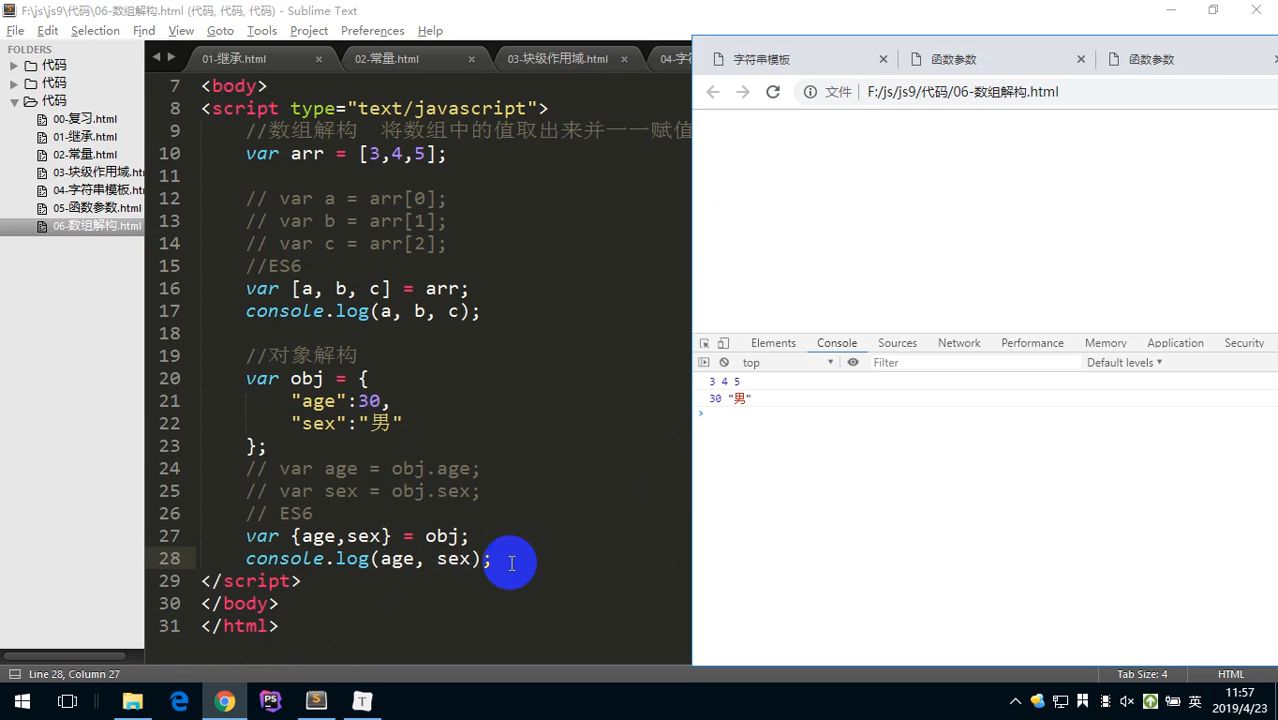 F:\js\js9\代码\06-数组解构.html (代码, 代码, 代码) - Sublime Text
File Edit Selection Find View Goto Tools Project Preferences Help
FOLDERS
代码
代码
代码
00-复习.html
01-继承.html
02-常量.html
03-块级作用域.htm
04-字符串模板.htm
05-函数参数.html
06-数组解构.html
01-继承.html × 02-常量.html × 03-块级作用域.html × 04-字
7 <body>
8 <script type="text/javascript">
9 //数组解构 将数组中的值取出来并一一赋值
10 var arr = [3,4,5];
11
12 // var a = arr[0];
13 // var b = arr[1];
14 // var c = arr[2];
15 //ES6
16 var [a, b, c] = arr;
17 console.log(a, b, c);
18
19 //对象解构
20 var obj = {
21 "age":30,
22 "sex":"男"
23 };
24 // var age = obj.age;
25 // var sex = obj.sex;
26 // ES6
27 var {age,sex} = obj;
28 console.log(age, sex);
29 </script>
30 </body>
31 </html>
字符串模板 × 函数参数 × 函数参数
文件 F:/js/js9/代码/06-数组解构.html
Elements Console Sources Network Performance Memory Application Security
top Filter Default levels
3 4 5
30 "男"
Line 28, Column 27 Tab Size: 4 HTML
英 11:57
2019/4/23